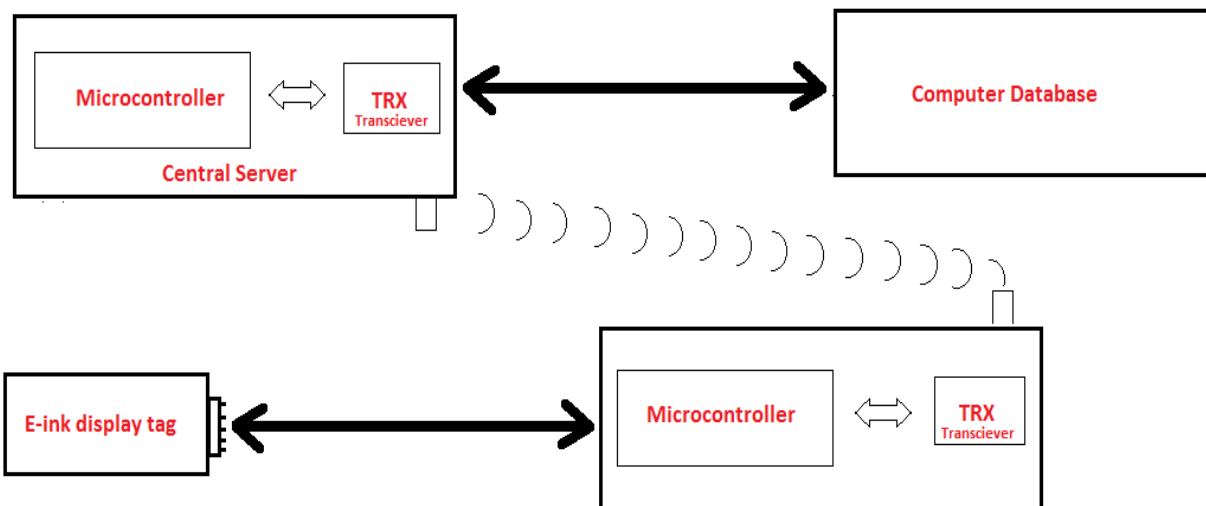 Microcontroller
TRX
Transciever
Central Server
Computer Database
E-ink display tag
Microcontroller
TRX
Transciever